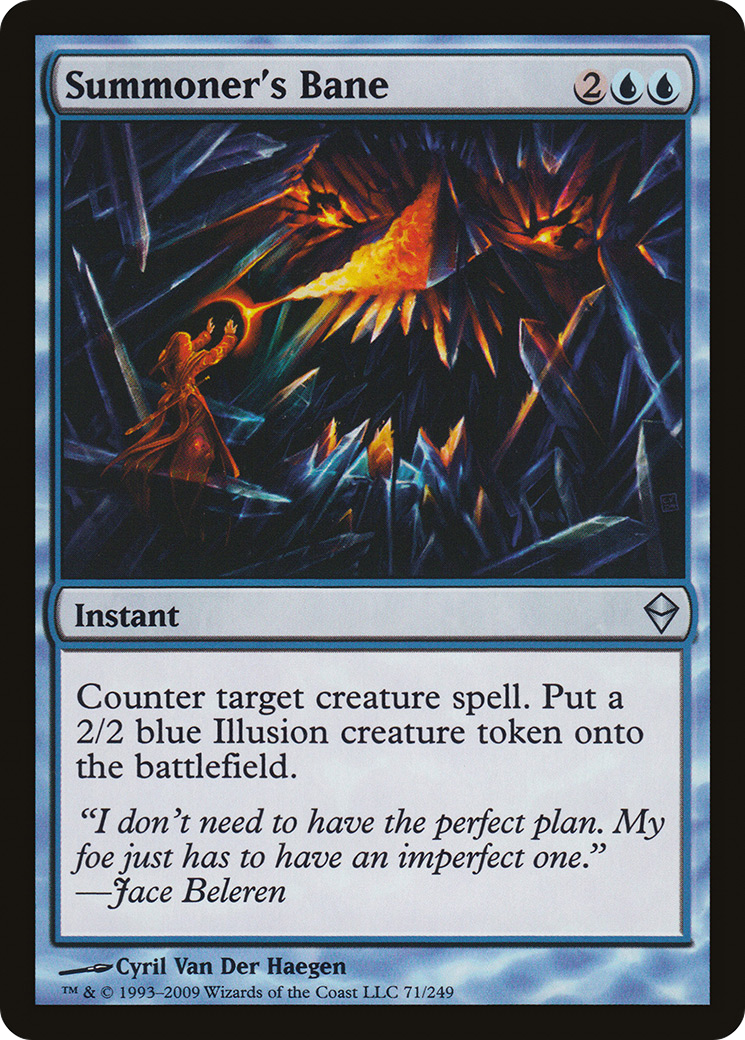 Summoner's Bane 2
Instant
Counter target creature spell. Put a
2/2 blue Illusion creature token onto
the battlefield.
“I don't need to have the perfect plan. My
foe just has to have an imperfect one.”
—Jace Beleren
Cyril Van Der Haegen
™ & © 1993–2009 Wizards of the Coast LLC 71/249